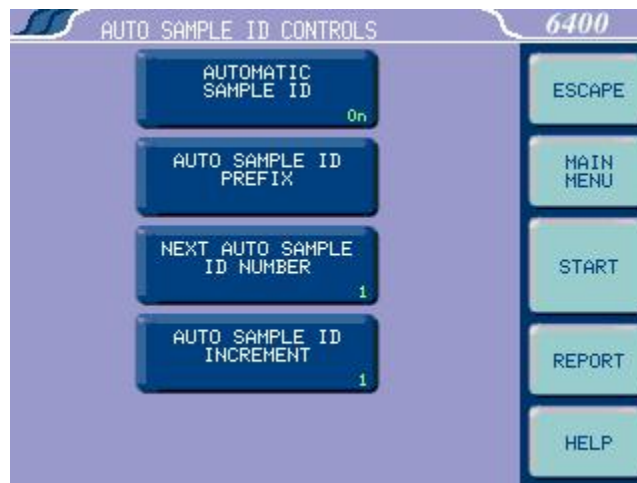 AUTO SAMPLE ID CONTROLS
6400
AUTOMATIC
SAMPLE ID
On
AUTO SAMPLE ID
PREFIX
NEXT AUTO SAMPLE
ID NUMBER
1
AUTO SAMPLE ID
INCREMENT
1
ESCAPE
MAIN
MENU
START
REPORT
HELP